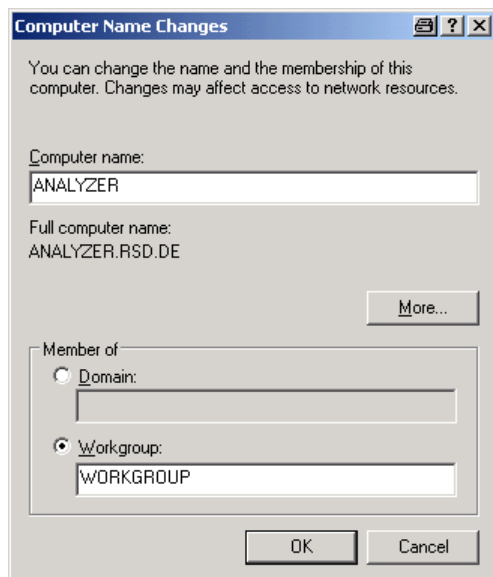 Computer Name Changes
You can change the name and the membership of this
computer. Changes may affect access to network resources.
Computer name:
ANALYZER
Full computer name:
ANALYZER.RSD.DE
More...
Member of
Domain:
Workgroup:
WORKGROUP
OK
Cancel